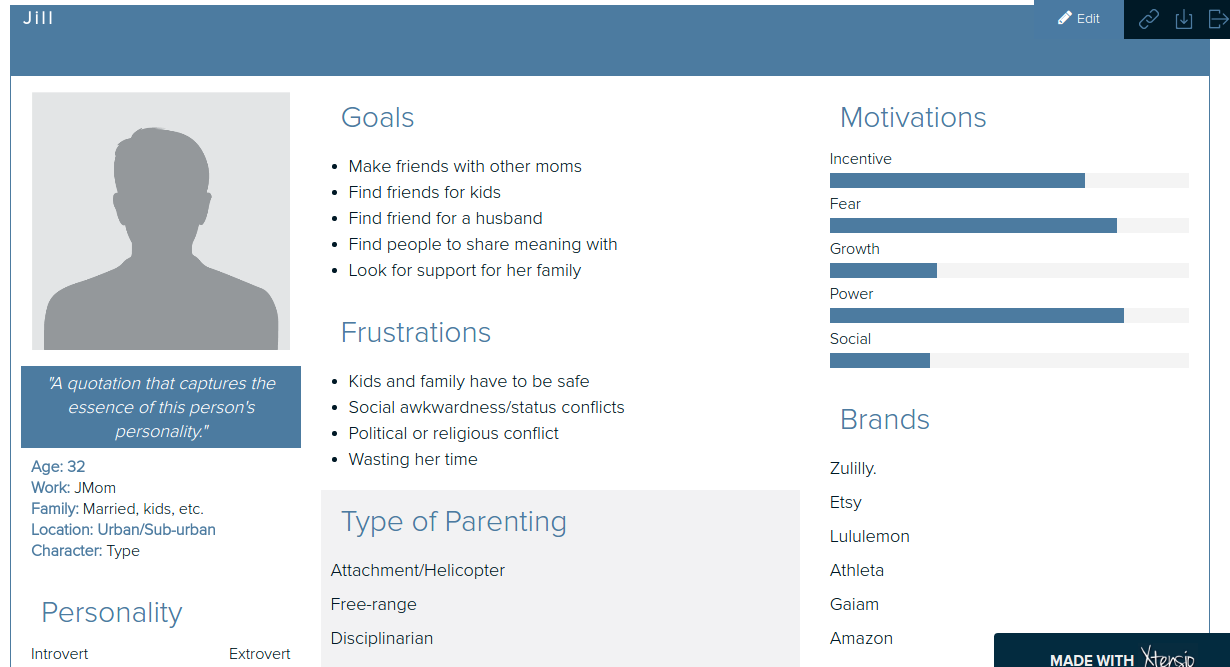 Jill
Edit
"A quotation that captures the
essence of this person's
personality."
Age: 32
Work: JMom
Family: Married, kids, etc.
Location: Urban/Sub-urban
Character: Type
Personality
Introvert Extrovert
Goals
Make friends with other moms
Find friends for kids
Find friend for a husband
Find people to share meaning with
Look for support for her family
Frustrations
Kids and family have to be safe
Social awkwardness/status conflicts
Political or religious conflict
Wasting her time
Type of Parenting
Attachment/Helicopter
Free-range
Disciplinarian
Motivations
Incentive
Fear
Growth
Power
Social
Brands
Zulilly.
Etsy
Lululemon
Athleta
Gaiam
Amazon
MADE WITH Xtensio